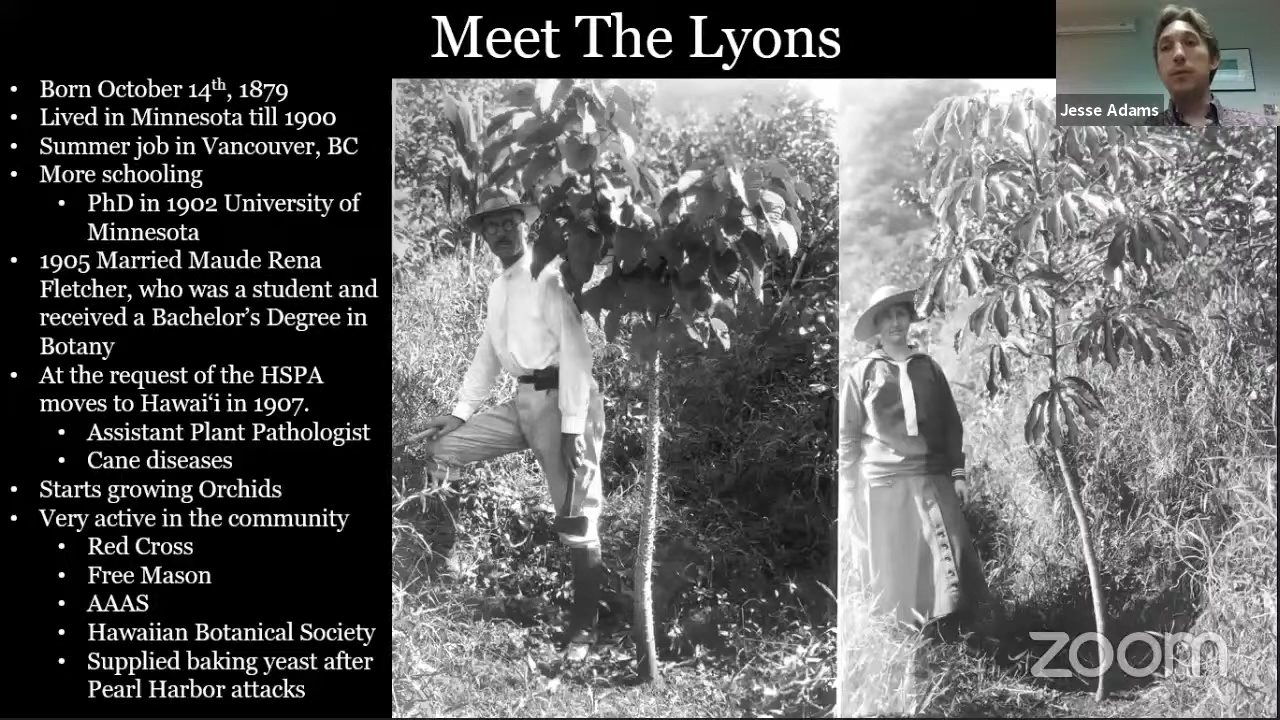 Meet The Lyons
Jesse Adams
• Born October 14th, 1879
• Lived in Minnesota till 1900
• Summer job in Vancouver, BC
• More schooling
• PhD in 1902 University of
Minnesota
• 1905 Married Maude Rena
Fletcher, who was a student and
received a Bachelor's Degree in
Botany
• At the request of the HSPA
moves to Hawaiʻi in 1907.
• Assistant Plant Pathologist
• Cane diseases
• Starts growing Orchids
• Very active in the community
• Red Cross
• Free Mason
• AAAS
• Hawaiian Botanical Society
• Supplied baking yeast after
Pearl Harbor attacks
zoom